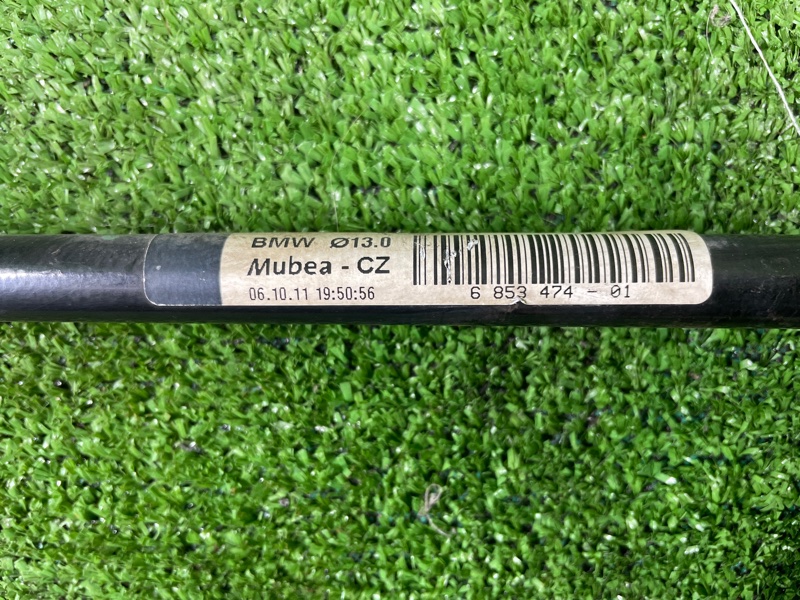 BMW Ø13.0
Mubea - CZ
06.10.11 19:50:56
6 853 474 - 01